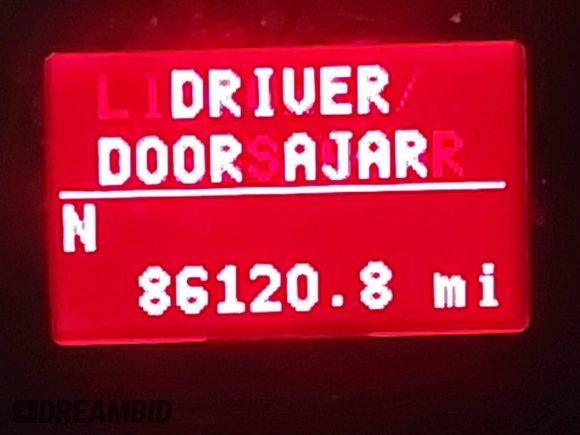 DRIVER
DOOR AJAR
N
86120.8 mi
DREAMBID